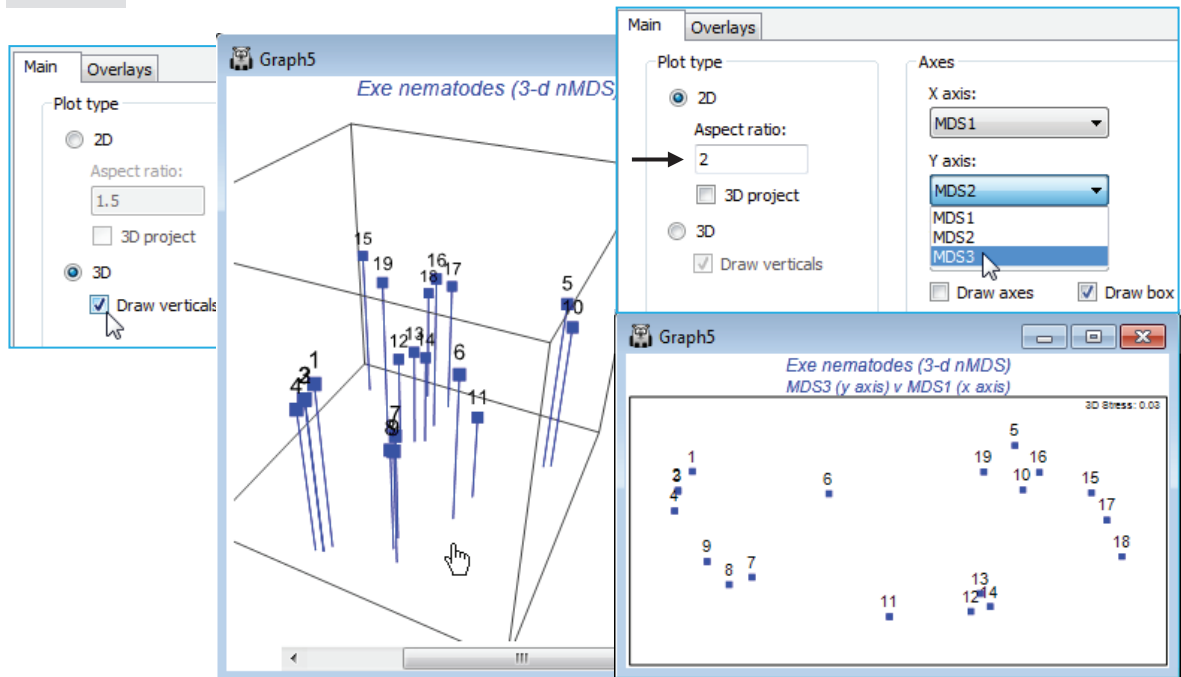 Main Overlays
Plot type
2D
Aspect ratio:
1.5
3D project
3D
Draw verticals
Graph5
Exe nematodes (3-d nMDS)
15
19
16
18 17
5
10
12 13 14
6
1
2
3
4
11
7
8 9
Main Overlays
Plot type
2D
Aspect ratio:
2
3D project
3D
Draw verticals
Axes
X axis:
MDS1
Y axis:
MDS2
MDS1
MDS2
MDS3
Draw axes Draw box
Graph5
Exe nematodes (3-d nMDS)
MDS3 (y axis) v MDS1 (x axis)
3D Stress: 0.03
5
1 19 16
2 3 6 10 15
4 17
9 18
8 7
13
11 12 14